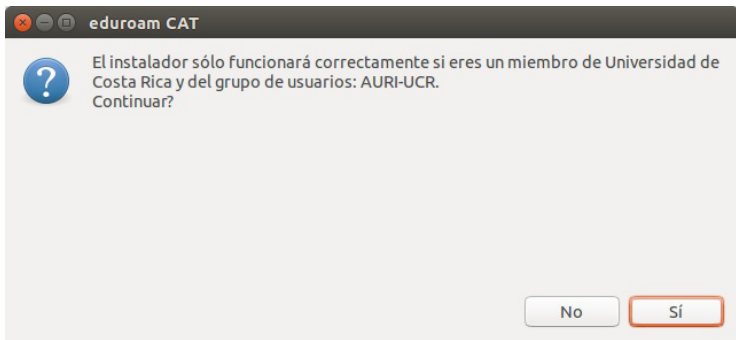 eduroam CAT
El instalador sólo funcionará correctamente si eres un miembro de Universidad de
Costa Rica y del grupo de usuarios: AURI-UCR.
Continuar?
No
Sí